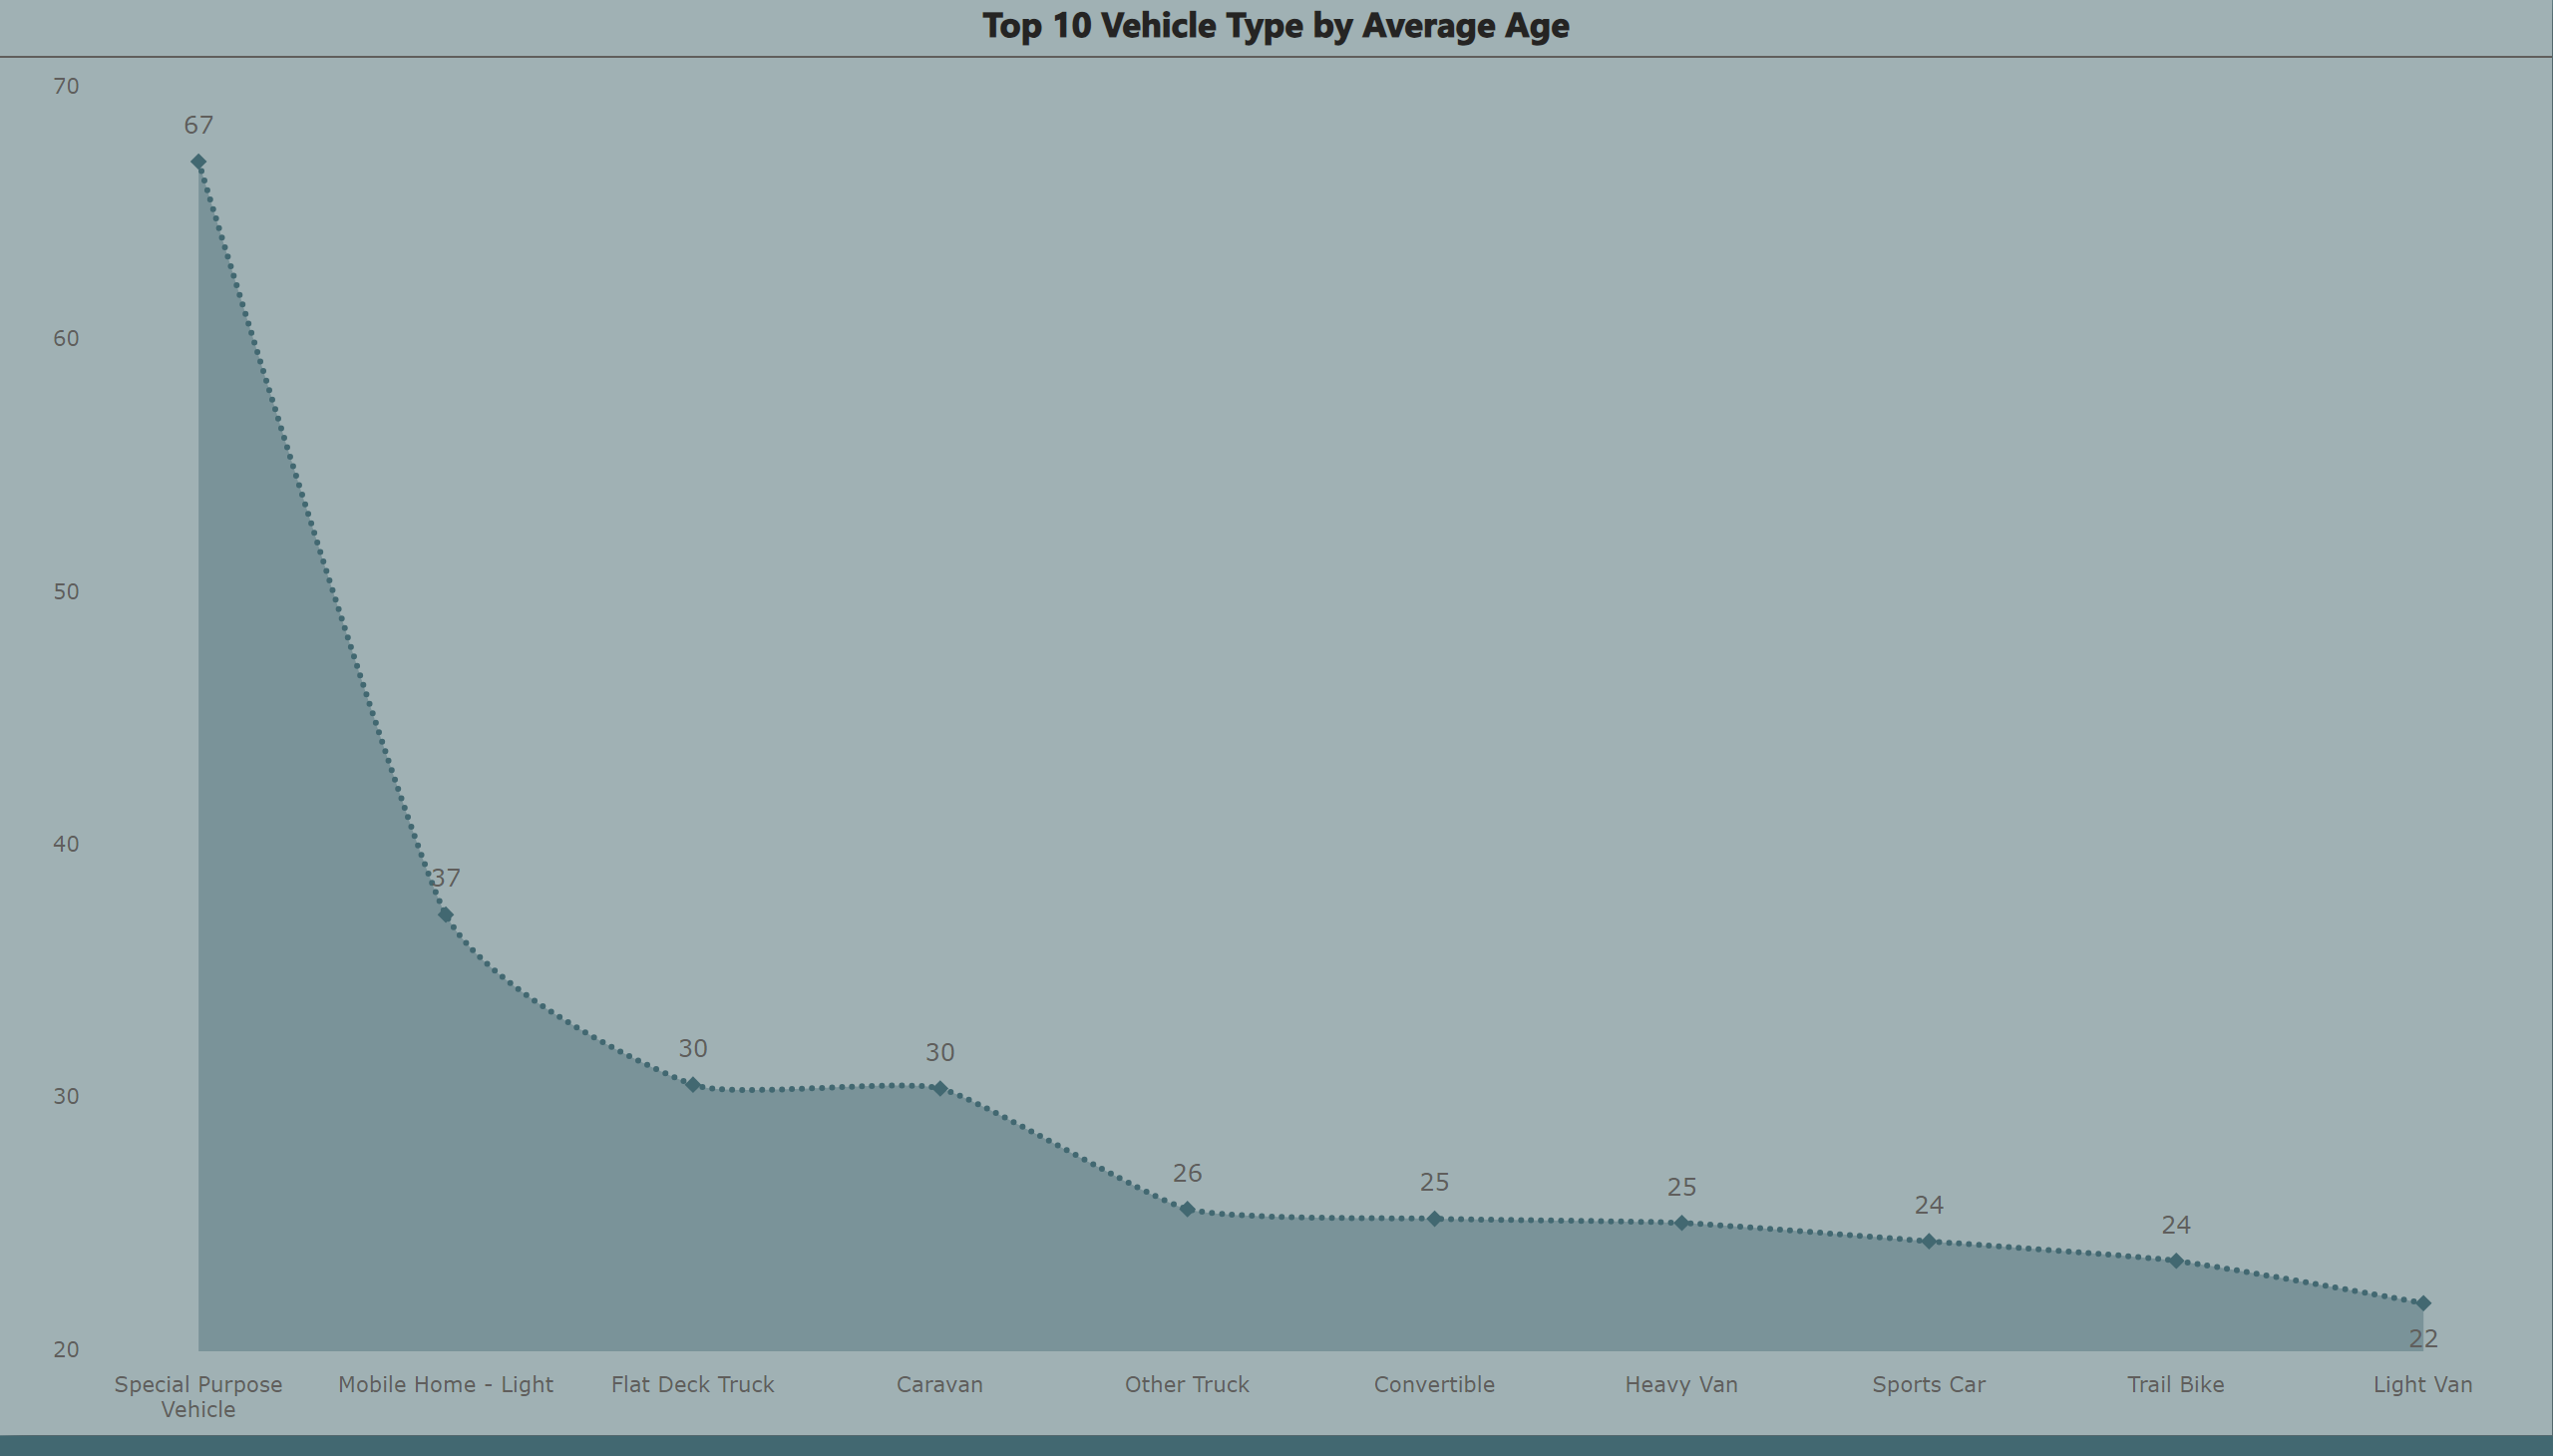 Top 10 Vehicle Type by Average Age
70
60
50
40
30
20
67
37
30
30
26
25
25
24
24
22
Special Purpose
Vehicle
Mobile Home - Light
Flat Deck Truck
Caravan
Other Truck
Convertible
Heavy Van
Sports Car
Trail Bike
Light Van